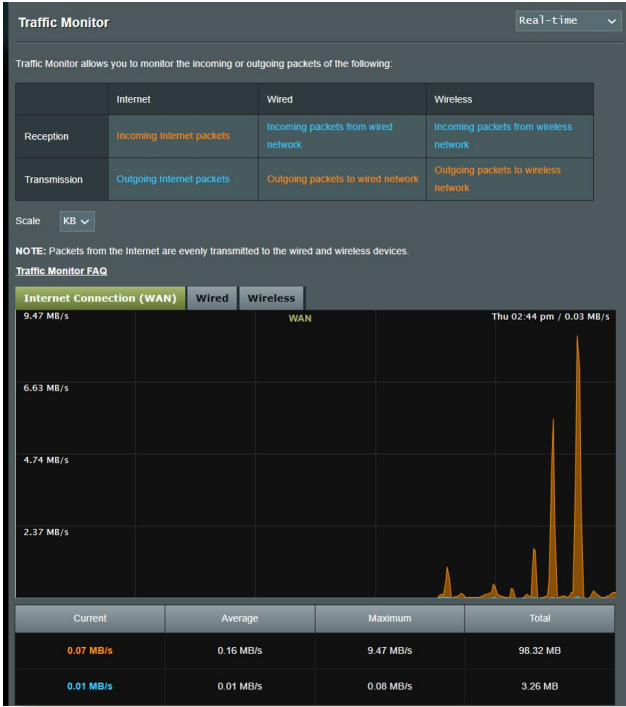 Traffic Monitor
Real-time
Traffic Monitor allows you to monitor the incoming or outgoing packets of the following:
Internet Wired Wireless
Reception Incoming Internet packets Incoming packets from wired network Incoming packets from wireless network
Transmission Outgoing Internet packets Outgoing packets to wired network Outgoing packets to wireless network
Scale KB
NOTE: Packets from the Internet are evenly transmitted to the wired and wireless devices.
Traffic Monitor FAQ
Internet Connection (WAN) Wired Wireless
9.47 MB/s WAN Thu 02:44 pm / 0.03 MB/s
6.63 MB/s
4.74 MB/s
2.37 MB/s
Current Average Maximum Total
0.07 MB/s 0.16 MB/s 9.47 MB/s 98.32 MB
0.01 MB/s 0.01 MB/s 0.08 MB/s 3.26 MB